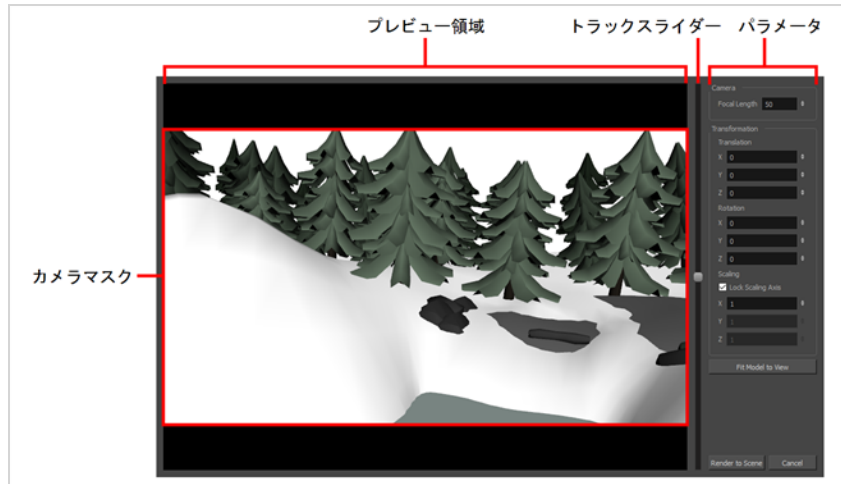 プレビュー領域
トラックスライダー
パラメータ
カメラマスク
Camera
Focal Length 50
Transformation
Translation
X 0
Y 0
Z 0
Rotation
X 0
Y 0
Z 0
Scaling
Lock Scaling Axis
X 1
Y 1
Z 1
Fit Model to View
Render to Scene
Cancel